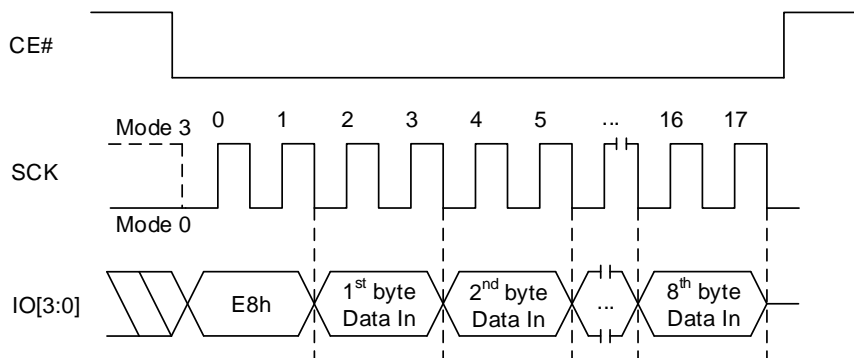 CE#
0 1 2 3 4 5 ... 16 17
Mode 3
SCK
Mode 0
IO[3:0]
E8h
1st byte
Data In
2nd byte
Data In
...
8th byte
Data In